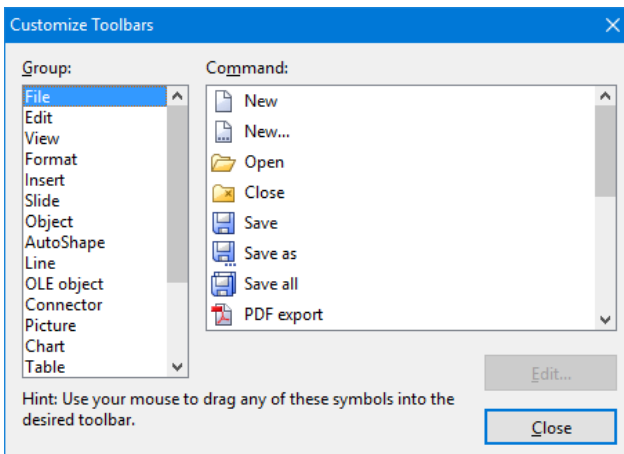 Customize Toolbars
Group:
File
Edit
View
Format
Insert
Slide
Object
AutoShape
Line
OLE object
Connector
Picture
Chart
Table
Command:
New
New...
Open
Close
Save
Save as
Save all
PDF export
Edit...
Hint: Use your mouse to drag any of these symbols into the
desired toolbar.
Close